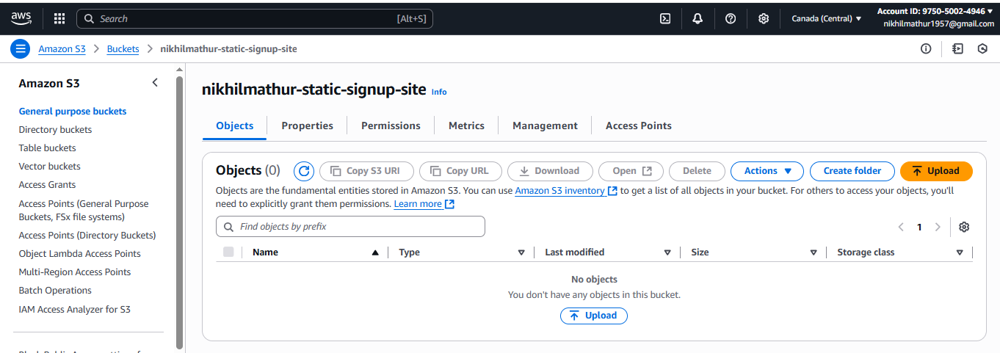 aws
Search [Alt+S]
Canada (Central)
Account ID: 9750-5002-4946
nikhilmathur1957@gmail.com
Amazon S3 > Buckets > nikhilmathur-static-signup-site
Amazon S3
General purpose buckets
Directory buckets
Table buckets
Vector buckets
Access Grants
Access Points (General Purpose
Buckets, FSx file systems)
Access Points (Directory Buckets)
Object Lambda Access Points
Multi-Region Access Points
Batch Operations
IAM Access Analyzer for S3
nikhilmathur-static-signup-site Info
Objects Properties Permissions Metrics Management Access Points
Objects (0) Copy S3 URI Copy URL Download Open Delete Actions Create folder Upload
Objects are the fundamental entities stored in Amazon S3. You can use Amazon S3 inventory to get a list of all objects in your bucket. For others to access your objects, you'll
need to explicitly grant them permissions. Learn more
Find objects by prefix
1
Name Type Last modified Size Storage class
No objects
You don't have any objects in this bucket.
Upload